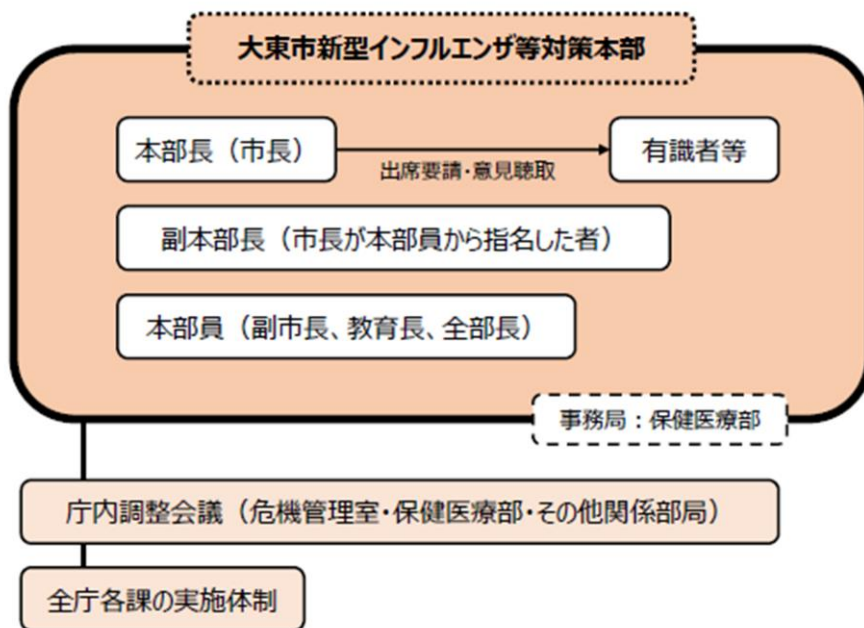 大東市新型インフルエンザ等対策本部
本部長（市長）
出席要請・意見聴取
有識者等
副本部長（市長が本部員から指名した者）
本部員（副市長、教育長、全部長）
事務局：保健医療部
庁内調整会議（危機管理室・保健医療部・その他関係部局）
全庁各課の実施体制